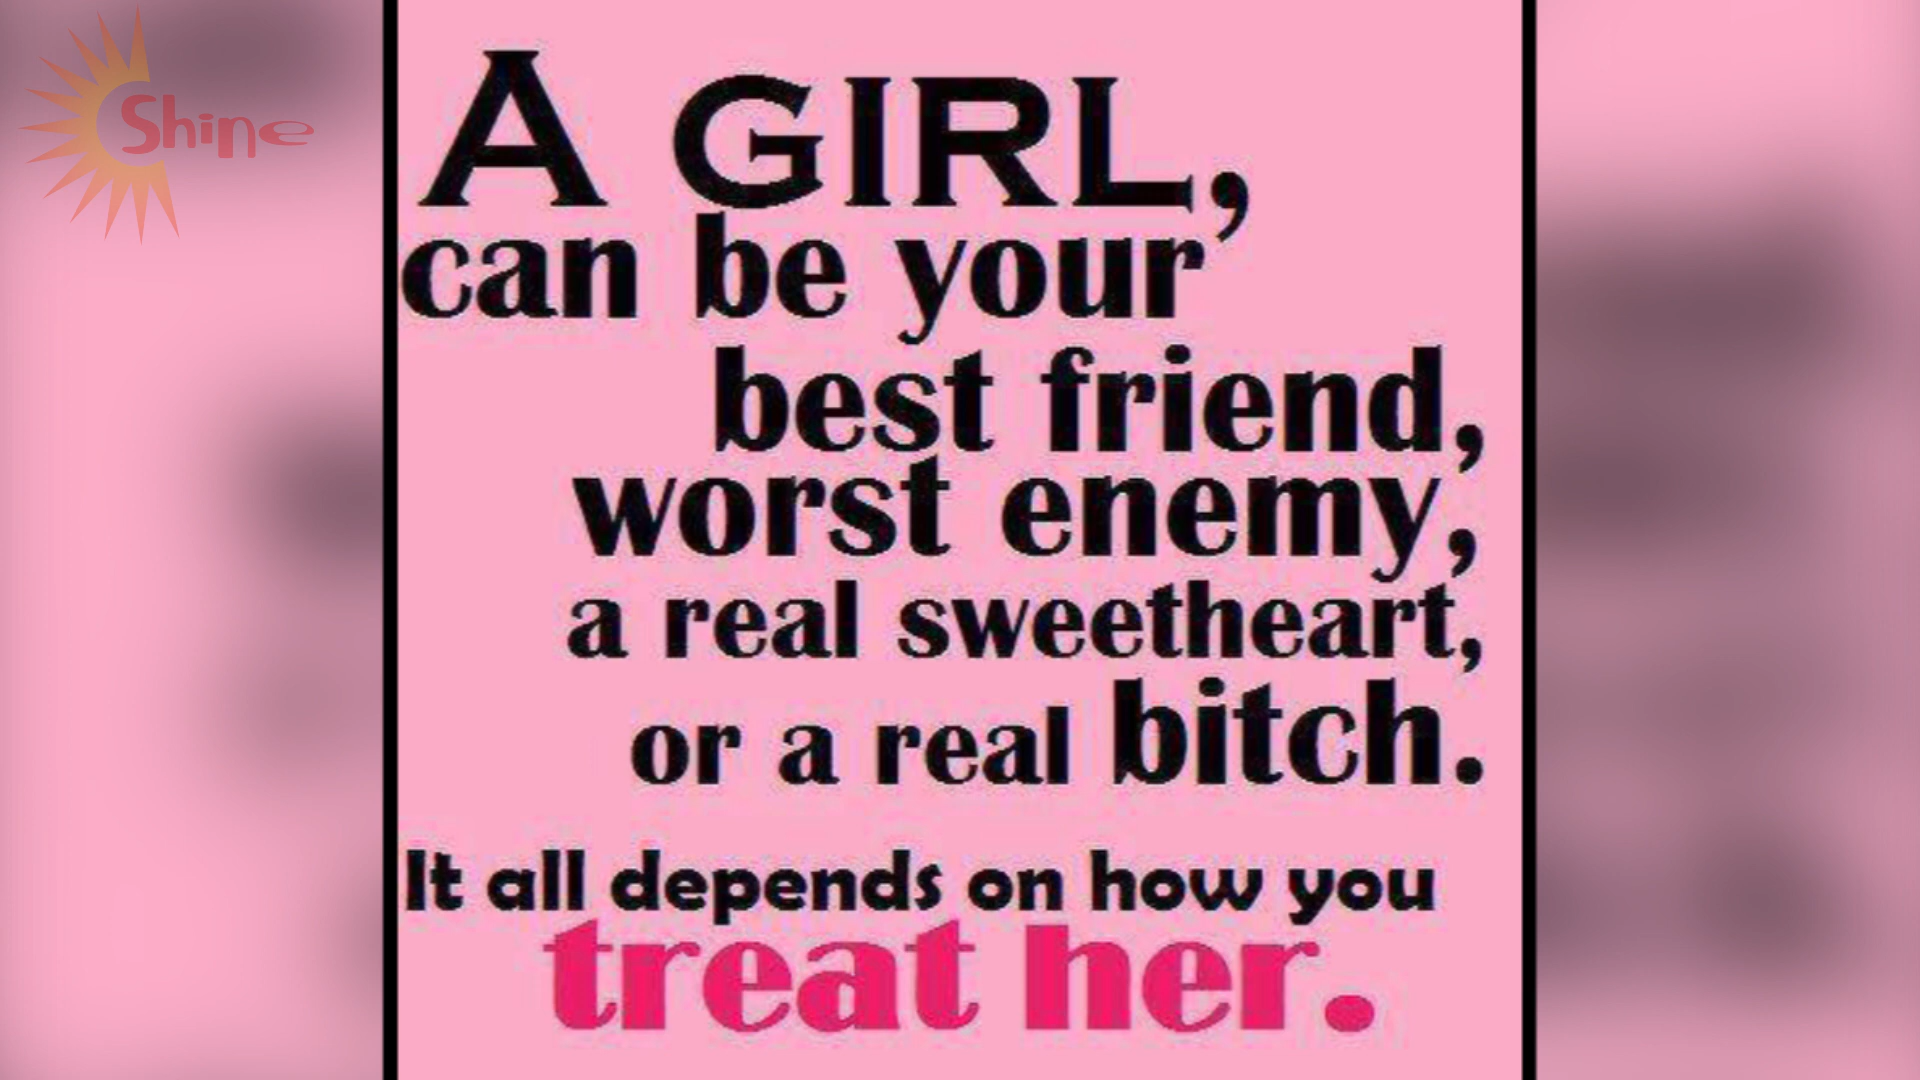 Shine
A GIRL,
can be your
best friend,
worst enemy,
a real sweetheart,
or a real bitch.
It all depends on how you
treat her.